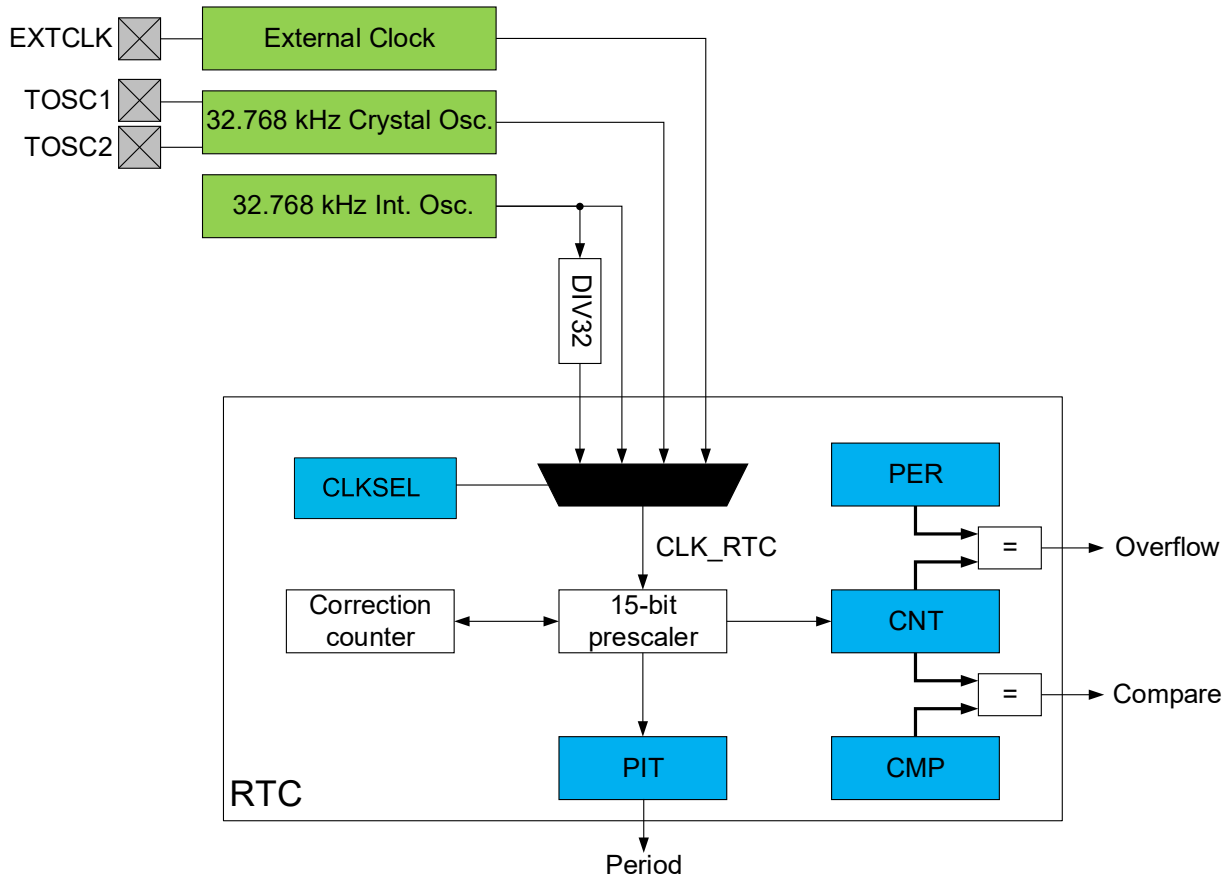 EXTCLK
External Clock
TOSC1
TOSC2
32.768 kHz Crystal Osc.
32.768 kHz Int. Osc.
DIV32
CLKSEL
PER
=
Overflow
CLK_RTC
Correction
counter
15-bit
prescaler
CNT
=
Compare
PIT
CMP
RTC
Period